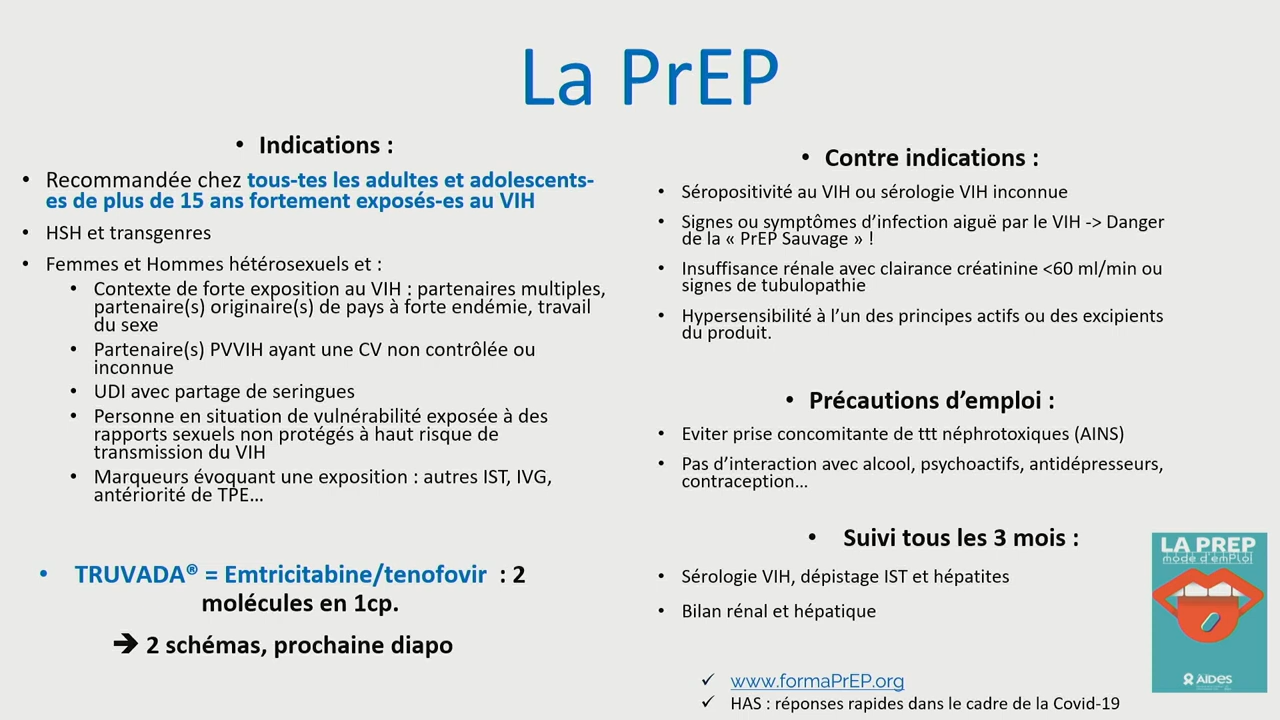 La PrEP
• Indications :
• Recommandée chez tous-tes les adultes et adolescents-
es de plus de 15 ans fortement exposés-es au VIH
• HSH et transgenres
• Femmes et Hommes hétérosexuels et :
• Contexte de forte exposition au VIH : partenaires multiples,
partenaire(s) originaire(s) de pays à forte endémie, travail
du sexe
• Partenaire(s) PVVIH ayant une CV non contrôlée ou
inconnue
• UDI avec partage de seringues
• Personne en situation de vulnérabilité exposée à des
rapports sexuels non protégés à haut risque de
transmission du VIH
• Marqueurs évoquant une exposition : autres IST, IVG,
antériorité de TPE…
• TRUVADA® = Emtricitabine/tenofovir : 2
molécules en 1cp.
➔ 2 schémas, prochaine diapo
• Contre indications :
• Séropositivité au VIH ou sérologie VIH inconnue
• Signes ou symptômes d’infection aiguë par le VIH -> Danger
de la « PrEP Sauvage » !
• Insuffisance rénale avec clairance créatinine <60 ml/min ou
signes de tubulopathie
• Hypersensibilité à l’un des principes actifs ou des excipients
du produit.
• Précautions d’emploi :
• Eviter prise concomitante de ttt néphrotoxiques (AINS)
• Pas d’interaction avec alcool, psychoactifs, antidépresseurs,
contraception…
• Suivi tous les 3 mois :
• Sérologie VIH, dépistage IST et hépatites
• Bilan rénal et hépatique
✓ www.formaPrEP.org
✓ HAS : réponses rapides dans le cadre de la Covid-19
LA PREP
mode d'emPloi
AIDES